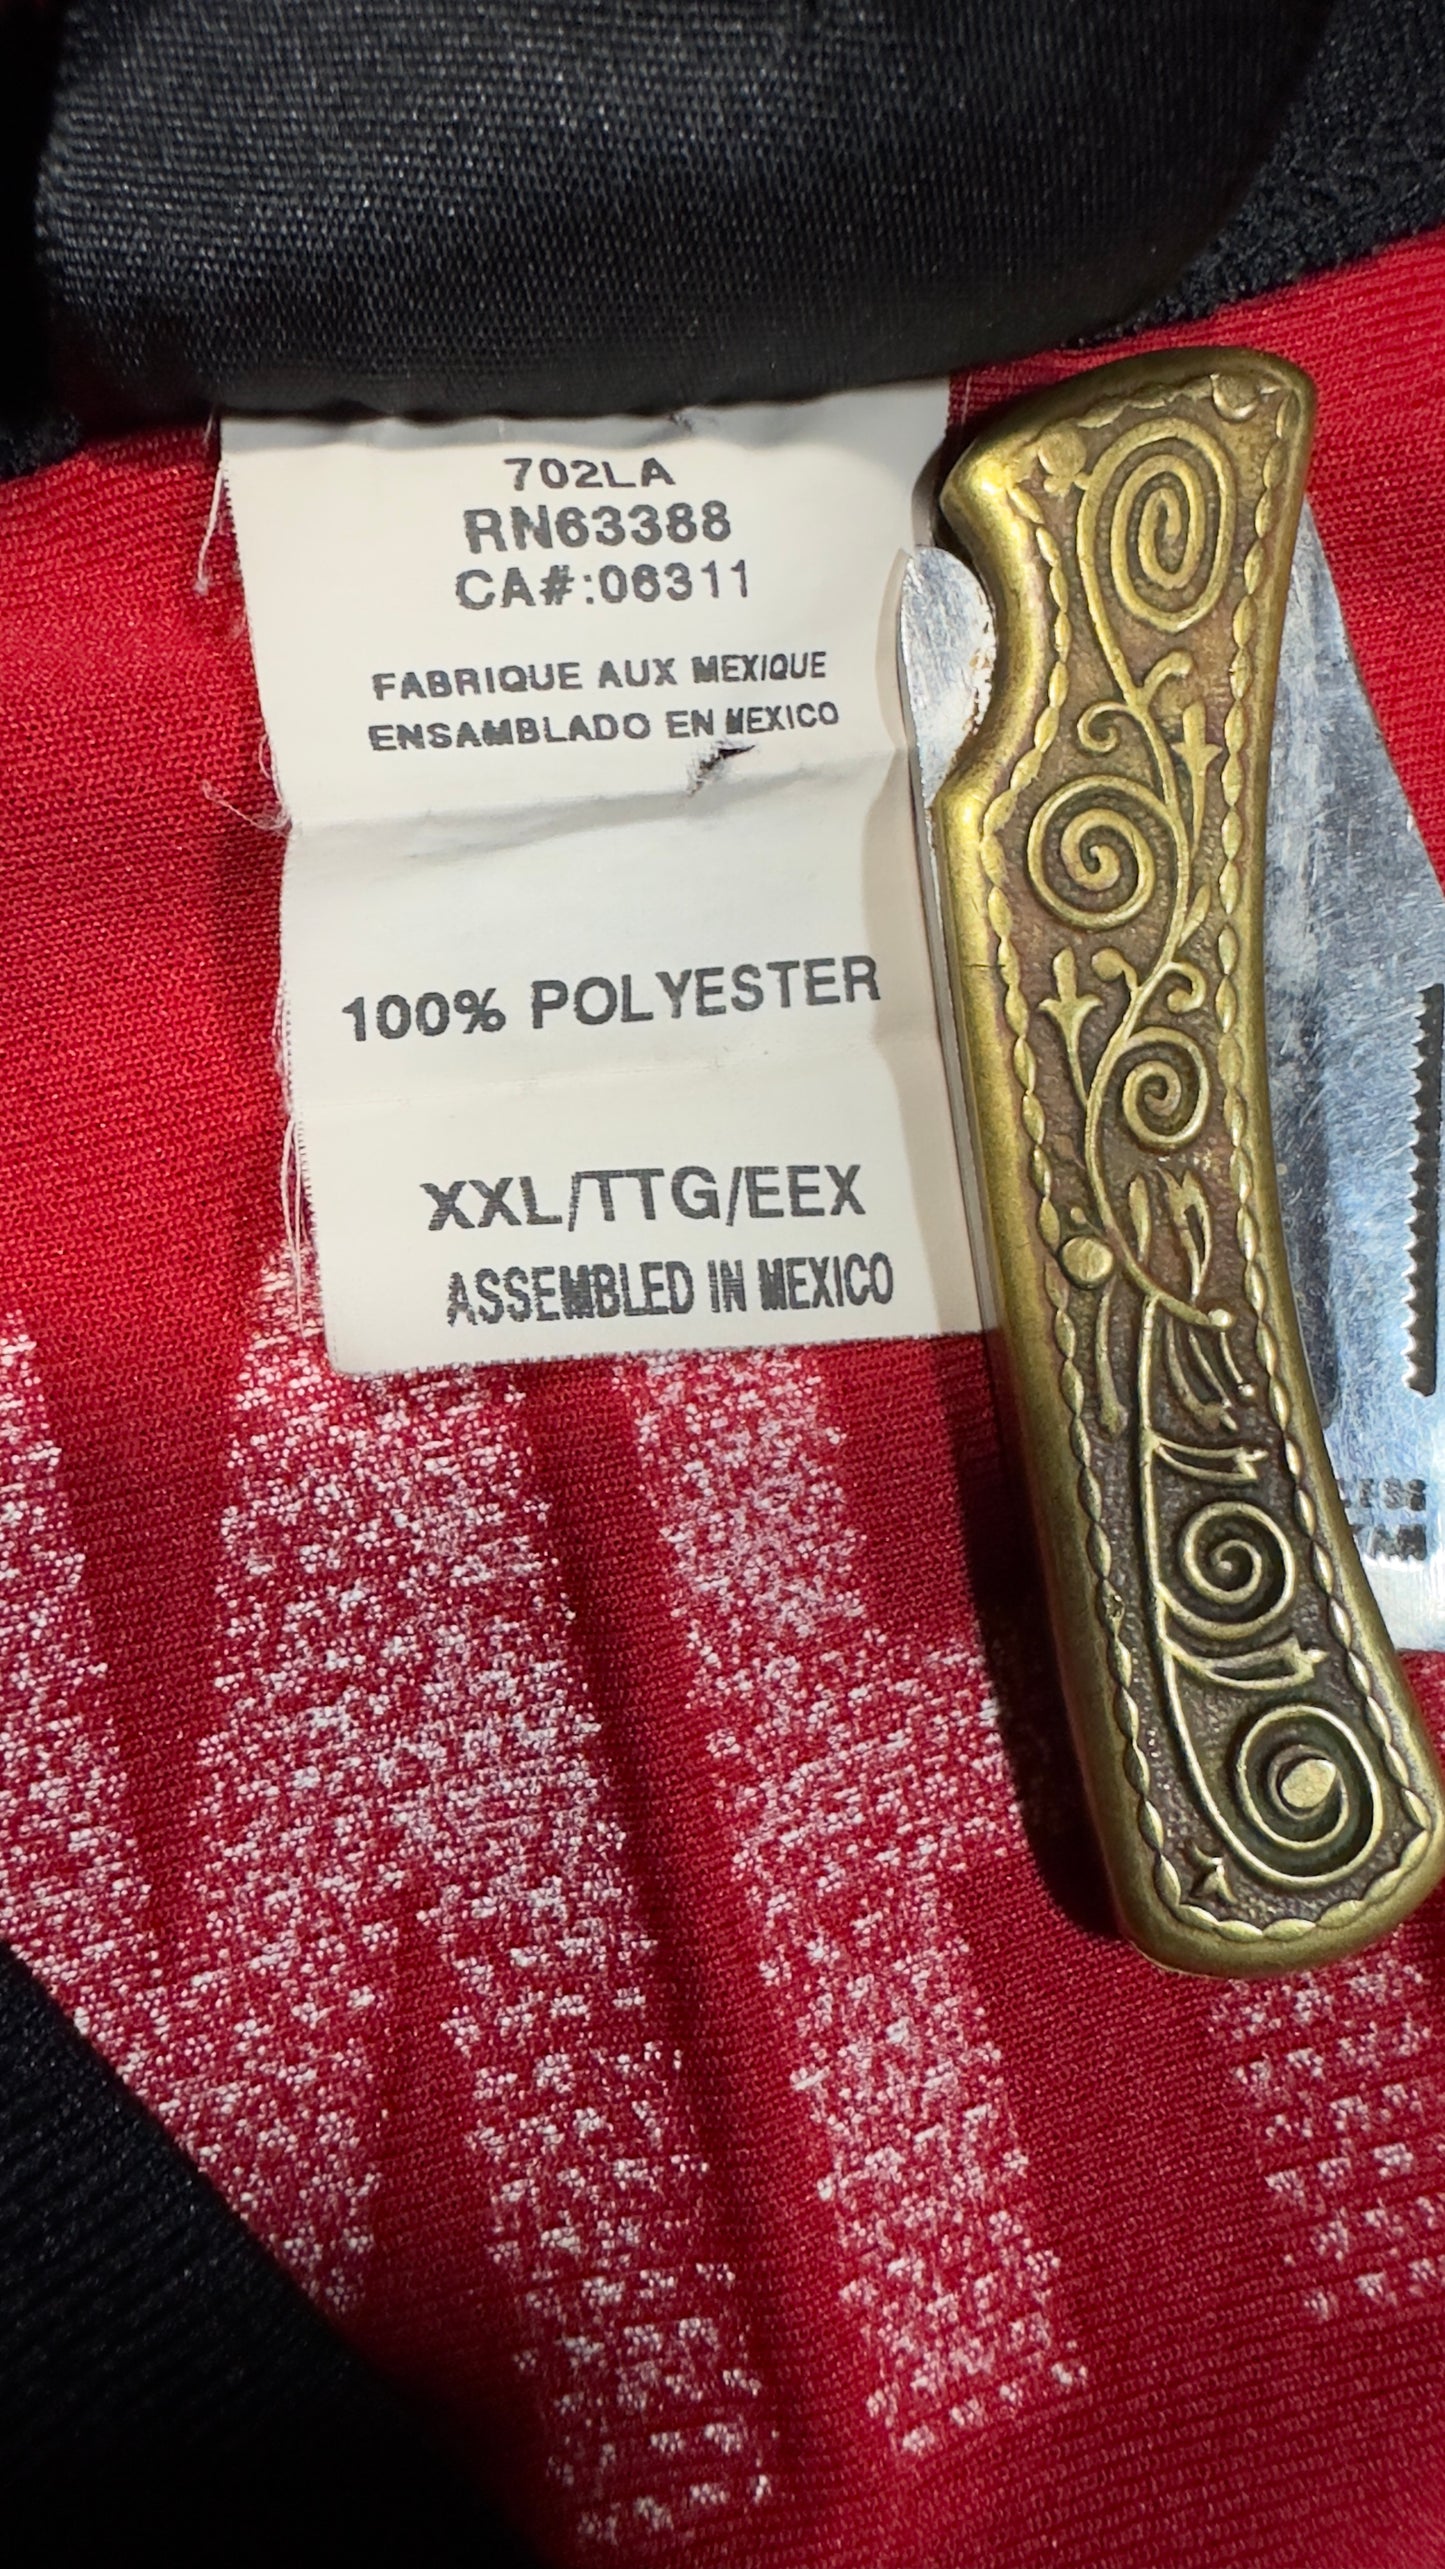 702LA
RN63388
CA#:06311
FABRIQUE AUX MEXIQUE
ENSAMBLADO EN MEXICO
100% POLYESTER
XXL/TTG/EEX
ASSEMBLED IN MEXICO